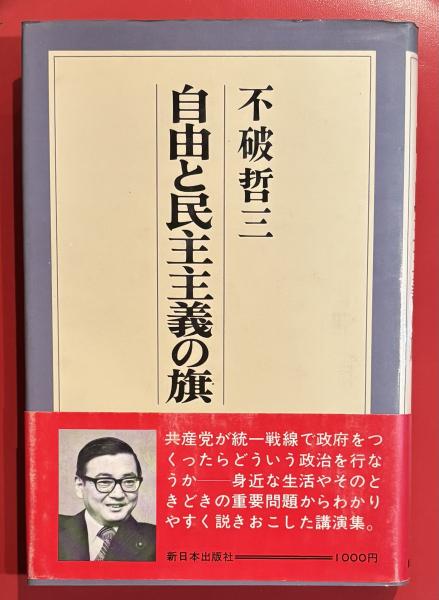 不破哲三
自由と民主主義の旗
共産党が統一戦線で政府をつ
くったらどういう政治を行な
うか――身近な生活やそのと
きどきの重要問題からわかり
やすく説きおこした講演集。
新日本出版社
1000円